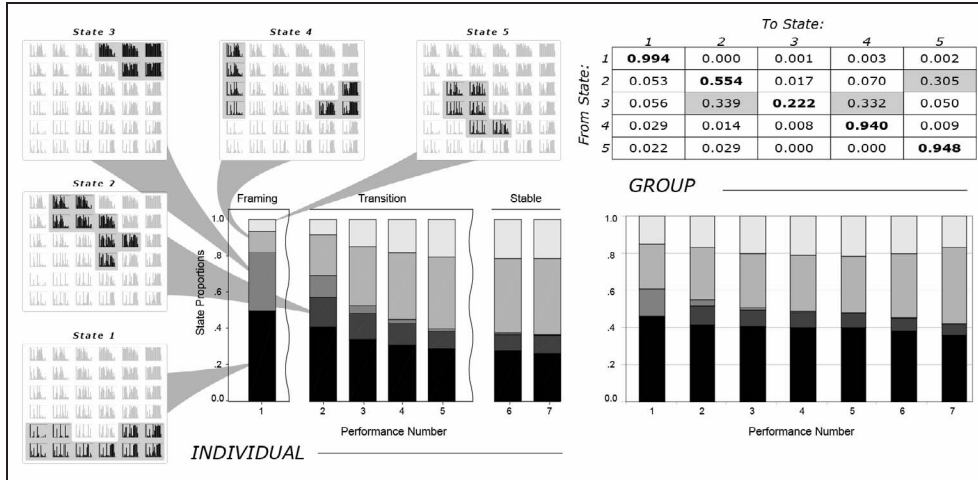 State 3
State 4
State 5
To State:
1 2 3 4 5
From State:
1 0.994 0.000 0.001 0.003 0.002
2 0.053 0.554 0.017 0.070 0.305
3 0.056 0.339 0.222 0.332 0.050
4 0.029 0.014 0.008 0.940 0.009
5 0.022 0.029 0.000 0.000 0.948
State 2
State 1
Framing Transition Stable
State Proportions
1.0
.8
.6
.4
.2
0.0
1 2 3 4 5 6 7
Performance Number
INDIVIDUAL
GROUP
1.0
.8
.6
.4
.2
0.0
1 2 3 4 5 6 7
Performance Number